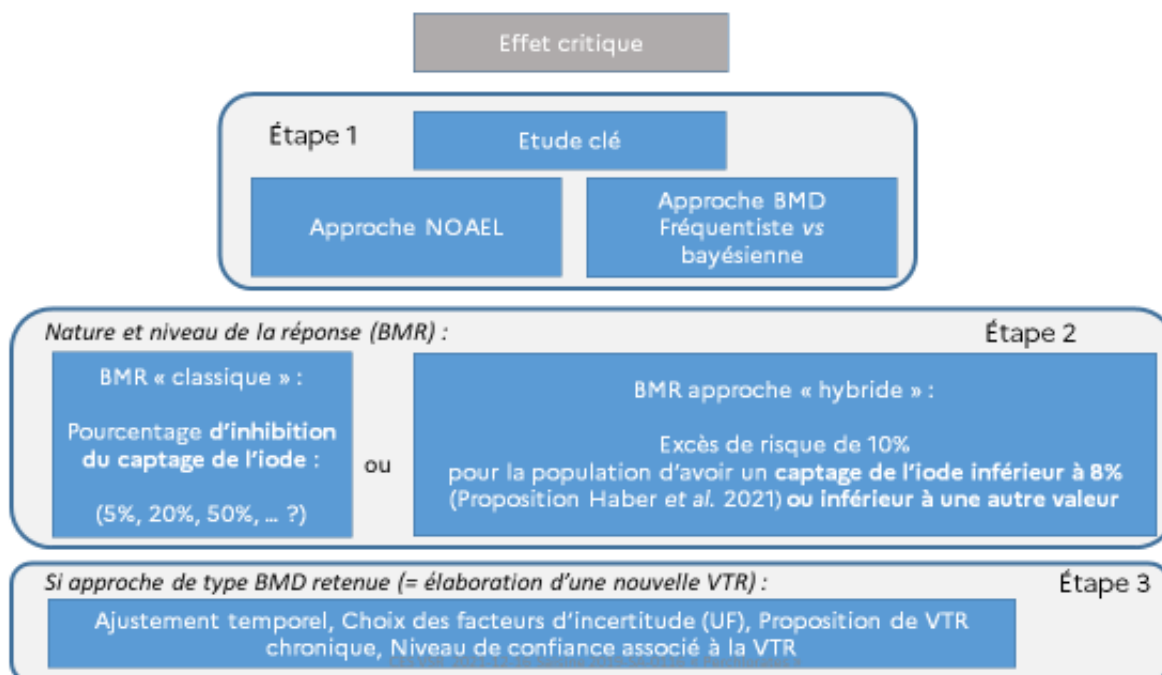 Effet critique
Étape 1
Etude clé
Approche NOAEL
Approche BMD
Fréquentiste vs
bayésienne
Nature et niveau de la réponse (BMR) :
Étape 2
BMR « classique » :
Pourcentage d'inhibition
du captage de l'iode :
(5%, 20%, 50%, ... ?)
ou
BMR approche « hybride » :
Excès de risque de 10%
pour la population d'avoir un captage de l'iode inférieur à 8%
(Proposition Haber et al. 2021) ou inférieur à une autre valeur
Si approche de type BMD retenue (= élaboration d'une nouvelle VTR) :
Étape 3
Ajustement temporel, Choix des facteurs d'incertitude (UF), Proposition de VTR
chronique, Niveau de confiance associé à la VTR